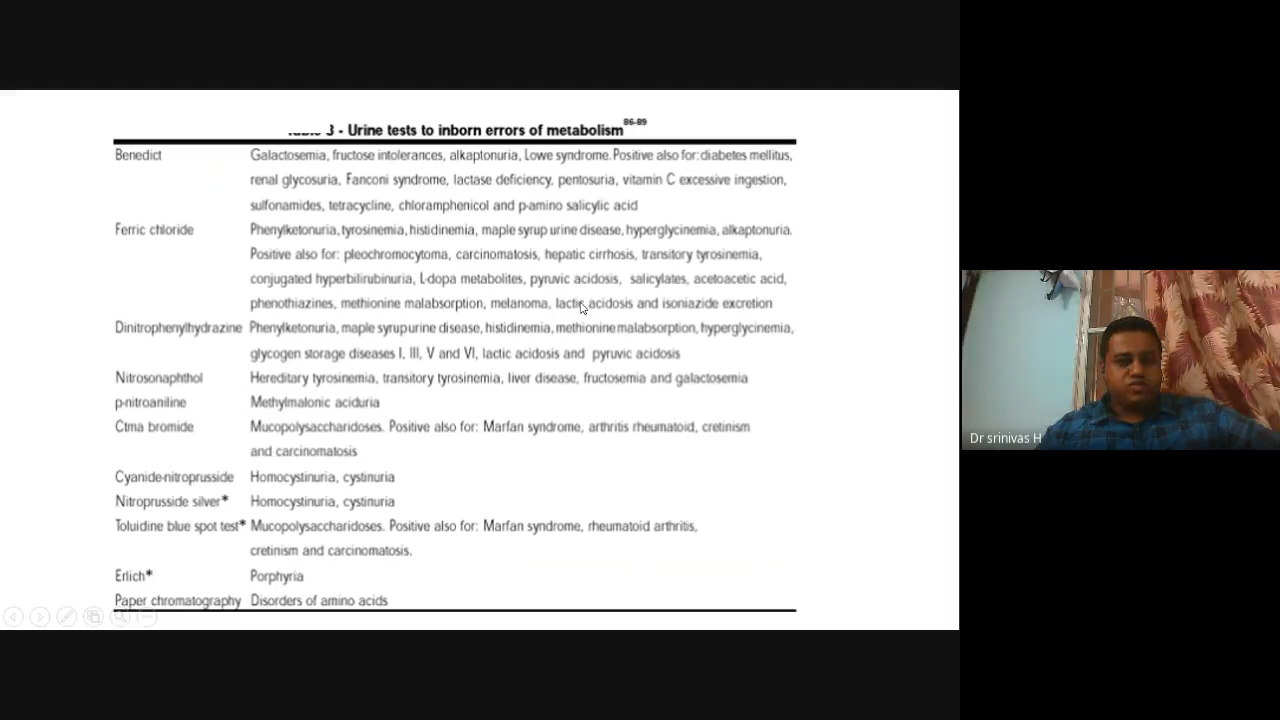 3 - Urine tests to inborn errors of metabolism86-89
Benedict Galactosemia, fructose intolerances, alkaptonuria, Lowe syndrome. Positive also for: diabetes mellitus,
renal glycosuria, Fanconi syndrome, lactase deficiency, pentosuria, vitamin C excessive ingestion,
sulfonamides, tetracycline, chloramphenicol and p-amino salicylic acid
Ferric chloride Phenylketonuria, tyrosinemia, histidinemia, maple syrup urine disease, hyperglycinemia, alkaptonuria.
Positive also for: pleochromocytoma, carcinomatosis, hepatic cirrhosis, transitory tyrosinemia,
conjugated hyperbilirubinuria, L-dopa metabolites, pyruvic acidosis, salicylates, acetoacetic acid,
phenothiazines, methionine malabsorption, melanoma, lactic acidosis and isoniazide excretion
Dinitrophenylhydrazine Phenylketonuria, maple syrup urine disease, histidinemia, methionine malabsorption, hyperglycinemia,
glycogen storage diseases I, III, V and VI, lactic acidosis and pyruvic acidosis
Nitrosonaphthol Hereditary tyrosinemia, transitory tyrosinemia, liver disease, fructosemia and galactosemia
p-nitroaniline Methylmalonic aciduria
Ctma bromide Mucopolysaccharidoses. Positive also for: Marfan syndrome, arthritis rheumatoid, cretinism
and carcinomatosis
Cyanide-nitroprusside Homocystinuria, cystinuria
Nitroprusside silver* Homocystinuria, cystinuria
Toluidine blue spot test* Mucopolysaccharidoses. Positive also for: Marfan syndrome, rheumatoid arthritis,
cretinism and carcinomatosis.
Erlich* Porphyria
Paper chromatography Disorders of amino acids
Dr srinivas H